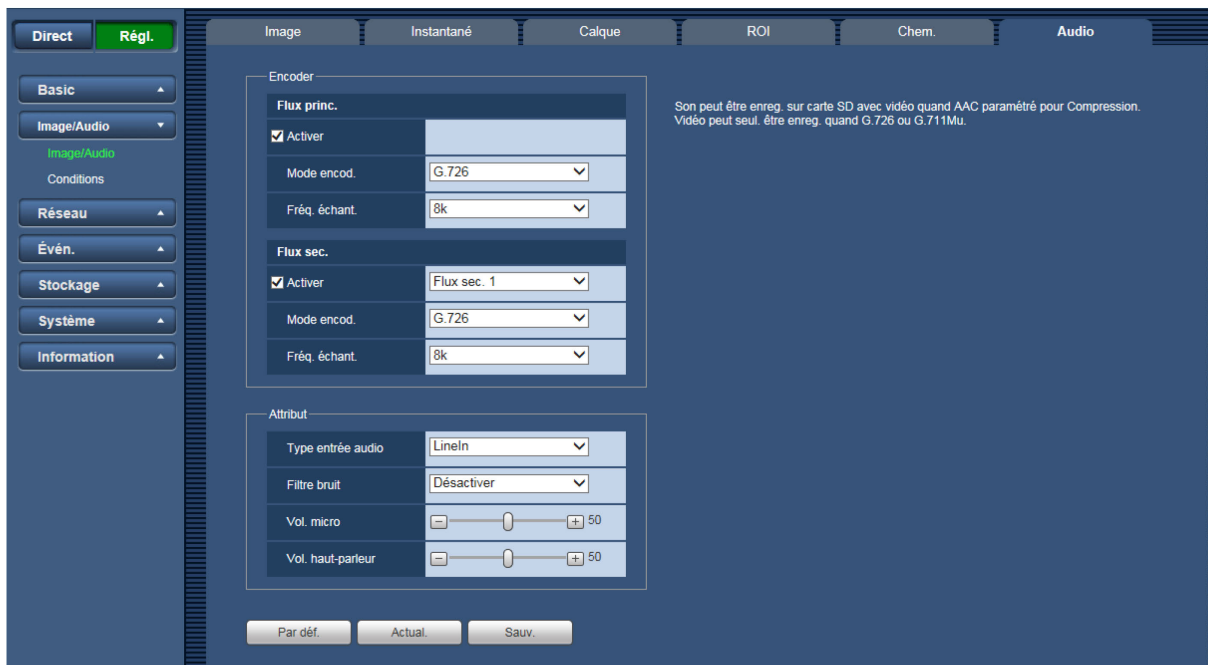 Direct
Régl.
Image
Instantané
Calque
ROI
Chem.
Audio
Basic
Image/Audio
Image/Audio
Conditions
Réseau
Évén.
Stockage
Système
Information
Encoder
Flux princ.
Activer
Mode encod.
G.726
Fréq. échant.
8k
Flux sec.
Activer
Flux sec. 1
Mode encod.
G.726
Fréq. échant.
8k
Attribut
Type entrée audio
LineIn
Filtre bruit
Désactiver
Vol. micro
50
Vol. haut-parleur
50
Par déf.
Actual.
Sauv.
Son peut être enreg. sur carte SD avec vidéo quand AAC paramétré pour Compression.
Vidéo peut seul. être enreg. quand G.726 ou G.711Mu.